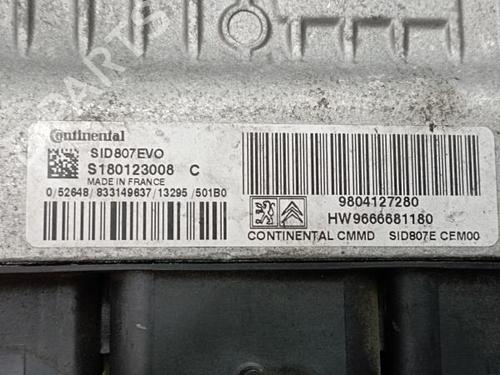 Continental
SID807EVO
S180123008 C
MADE IN FRANCE
0/52648/833149637/13295/501B0
9804127280
HW9666681180
CONTINENTAL CMMD SID807E CEM00